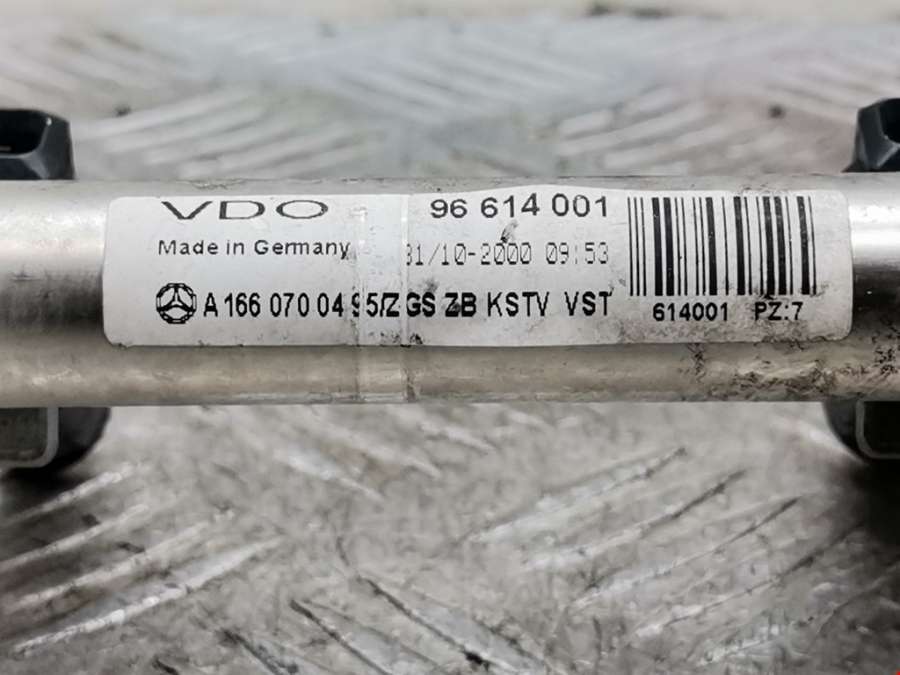 VDO 96 614 001
Made in Germany 31/10-2000 09:53
A 166 070 04 95/ZGS ZB KSTV VST
614001 PZ:7